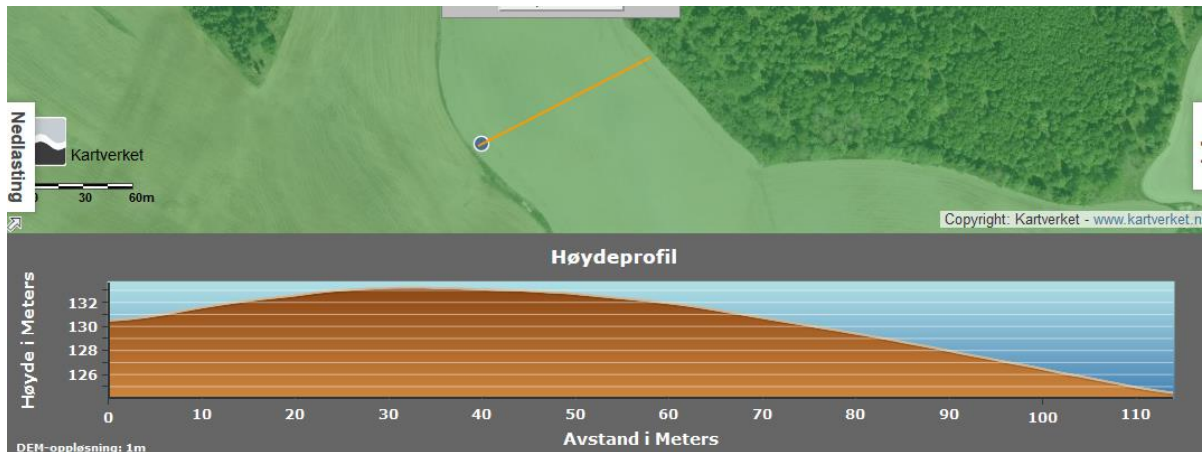 Nedlasting
Kartverket
30 60m
Copyright: Kartverket - www.kartverket.n
Høydeprofil
Høyde i Meters
132
130
128
126
0 10 20 30 40 50 60 70 80 90 100 110
Avstand i Meters
DEM-oppløsning: 1m